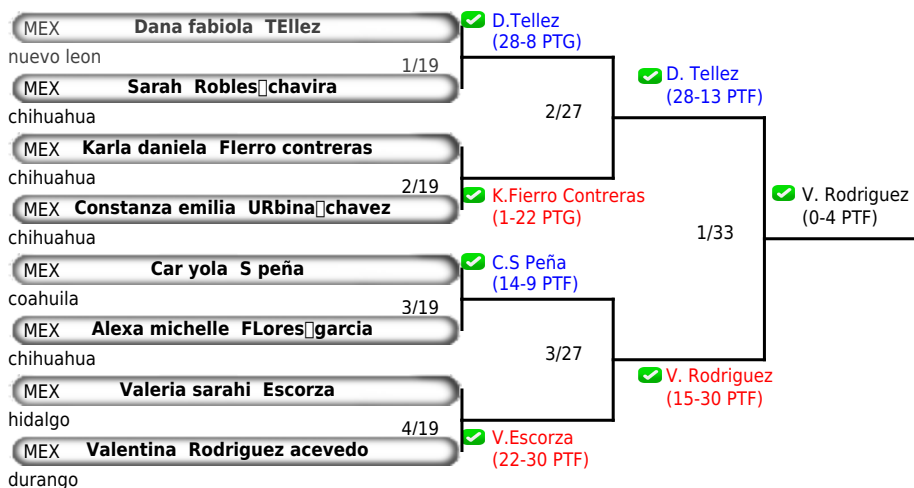 MEX Dana fabiola TEllez
nuevo leon
1/19
MEX Sarah Robles▯chavira
chihuahua
MEX Karla daniela FIerro contreras
chihuahua
2/19
MEX Constanza emilia URbina▯chavez
chihuahua
MEX Car yola S peña
coahuila
3/19
MEX Alexa michelle FLores▯garcia
chihuahua
MEX Valeria sarahi Escorza
hidalgo
4/19
MEX Valentina Rodriguez acevedo
durango
D.Tellez
(28-8 PTG)
2/27
K.Fierro Contreras
(1-22 PTG)
C.S Peña
(14-9 PTF)
3/27
V.Escorza
(22-30 PTF)
D. Tellez
(28-13 PTF)
1/33
V. Rodriguez
(15-30 PTF)
V. Rodriguez
(0-4 PTF)